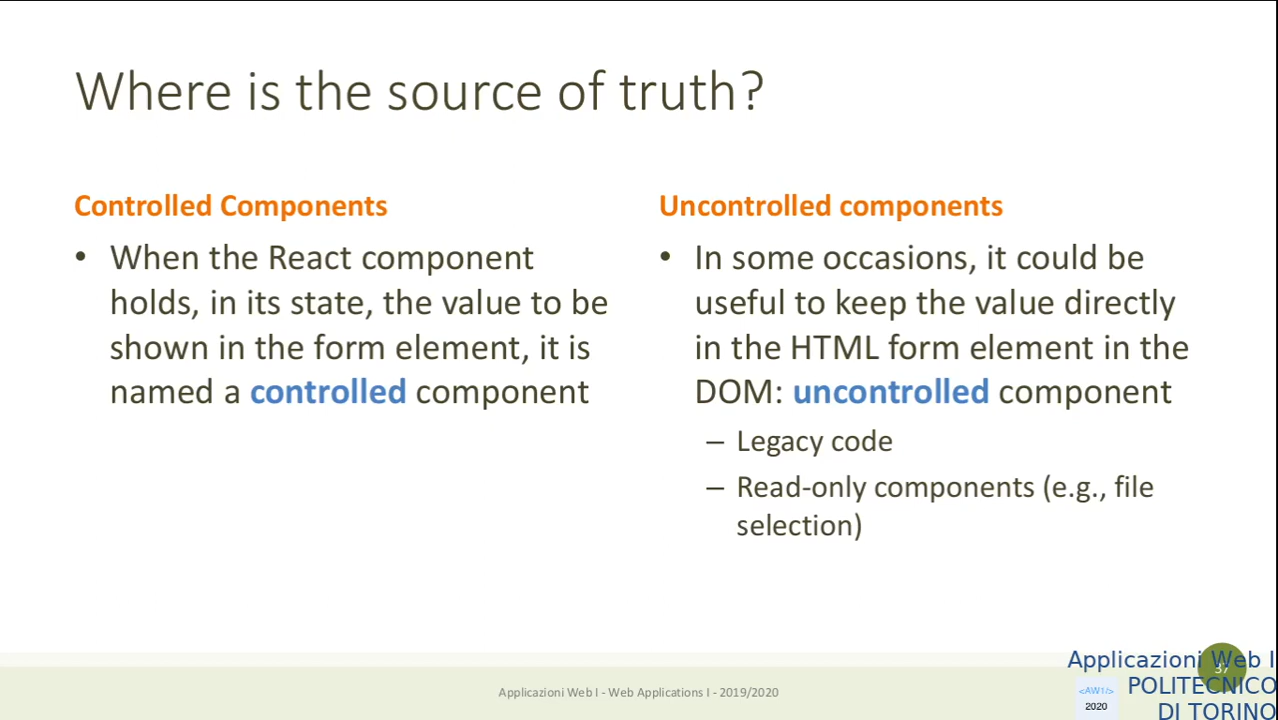 Where is the source of truth?
Controlled Components
• When the React component
holds, in its state, the value to be
shown in the form element, it is
named a controlled component
Uncontrolled components
• In some occasions, it could be
useful to keep the value directly
in the HTML form element in the
DOM: uncontrolled component
– Legacy code
– Read-only components (e.g., file
selection)
Applicazioni Web I - Web Applications I - 2019/2020
37
Applicazioni Web I
POLITECNICO
DI TORINO
<AW1/>
2020